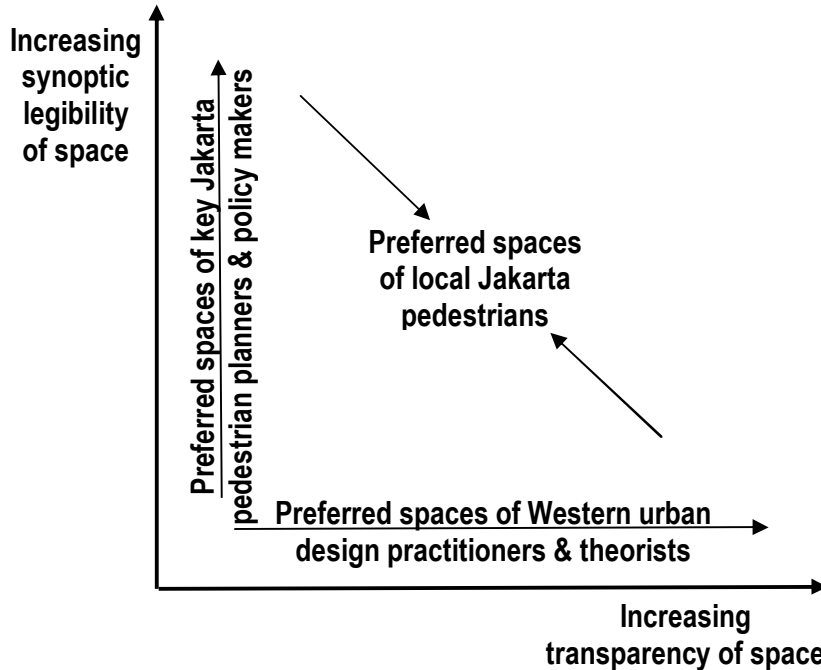 Increasing
synoptic
legibility
of space
Preferred spaces of key Jakarta
pedestrian planners & policy makers
Preferred spaces
of local Jakarta
pedestrians
Preferred spaces of Western urban
design practitioners & theorists
Increasing
transparency of space